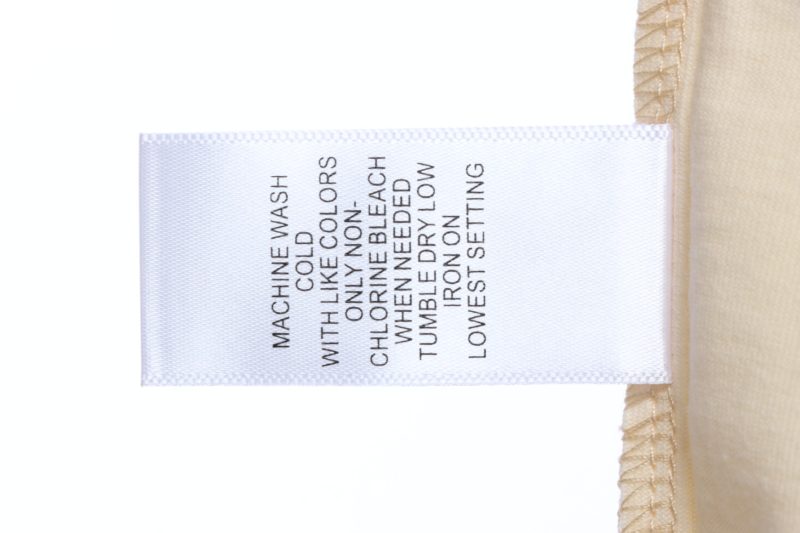 MACHINE WASH
COLD
WITH LIKE COLORS
ONLY NON-
CHLORINE BLEACH
WHEN NEEDED
TUMBLE DRY LOW
IRON ON
LOWEST SETTING